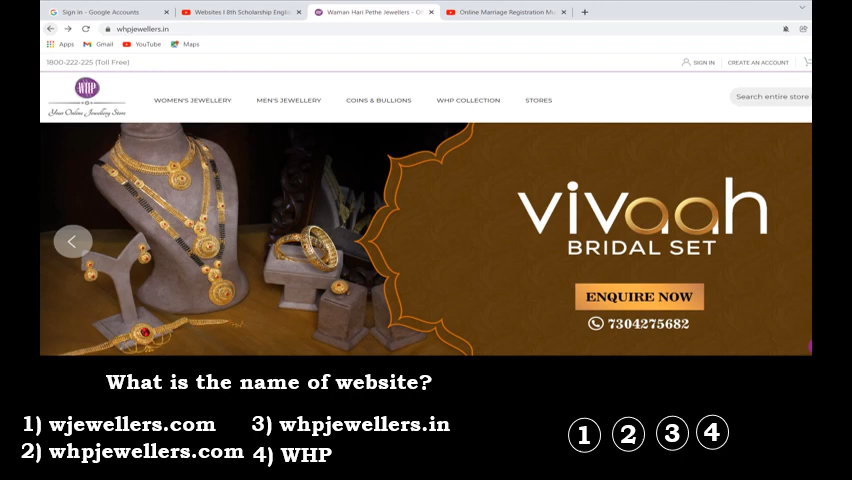 Sign in - Google Accounts
Websites I 8th Scholarship Englis
Waman Hari Pethe Jewellers - Of
Online Marriage Registration Mu
whpjewellers.in
Apps
Gmail
YouTube
Maps
1800-222-225 (Toll Free)
SIGN IN
CREATE AN ACCOUNT
WHP
Your Online Jewellery Store
WOMEN'S JEWELLERY
MEN'S JEWELLERY
COINS & BULLIONS
WHP COLLECTION
STORES
Search entire store
vivaah
BRIDAL SET
ENQUIRE NOW
7304275682
What is the name of website?
1) wjewellers.com
3) whpjewellers.in
2) whpjewellers.com
4) WHP
1 2 3 4